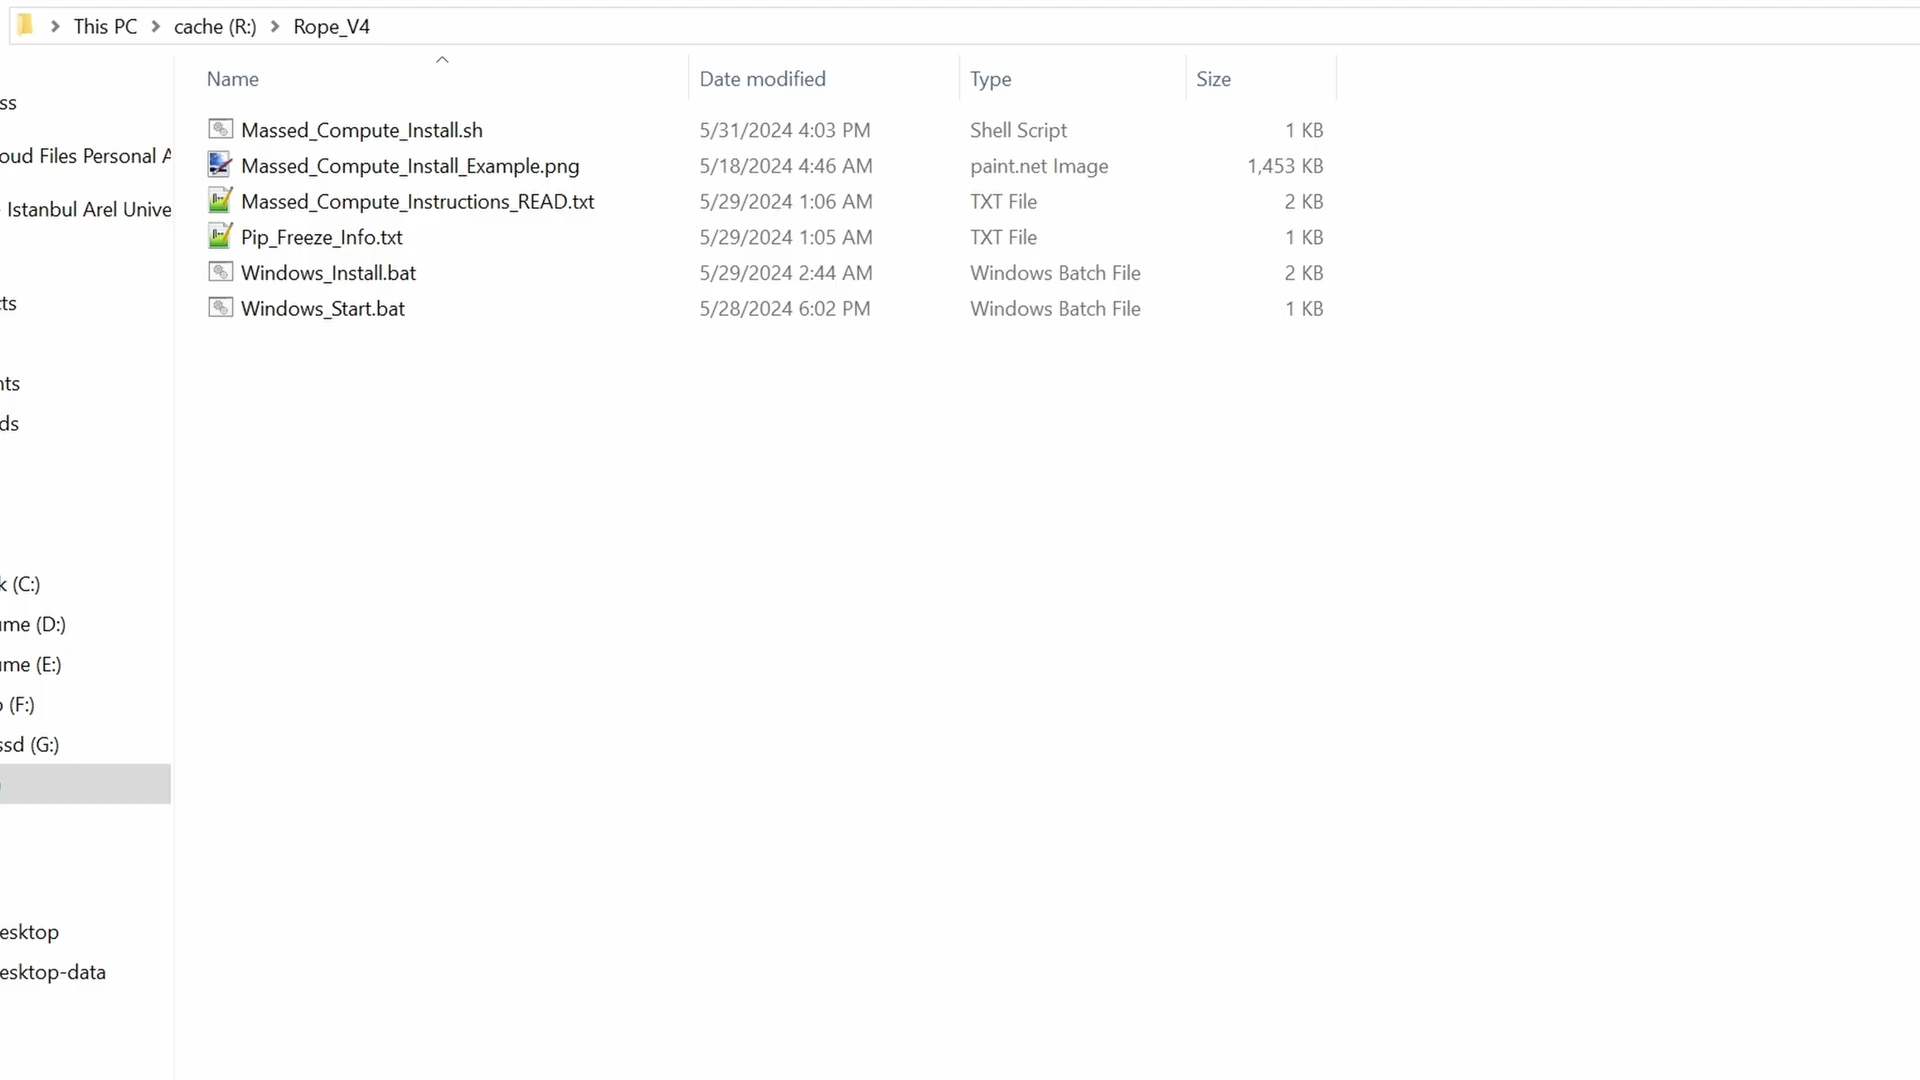 This PC > cache (R:) > Rope_V4
Name Date modified Type Size
Massed_Compute_Install.sh 5/31/2024 4:03 PM Shell Script 1 KB
Massed_Compute_Install_Example.png 5/18/2024 4:46 AM paint.net Image 1,453 KB
Massed_Compute_Instructions_READ.txt 5/29/2024 1:06 AM TXT File 2 KB
Pip_Freeze_Info.txt 5/29/2024 1:05 AM TXT File 1 KB
Windows_Install.bat 5/29/2024 2:44 AM Windows Batch File 2 KB
Windows_Start.bat 5/28/2024 6:02 PM Windows Batch File 1 KB
ss
oud Files Personal A
Istanbul Arel Unive
ts
nts
ds
k (C:)
ume (D:)
ume (E:)
o (F:)
ssd (G:)
esktop
esktop-data